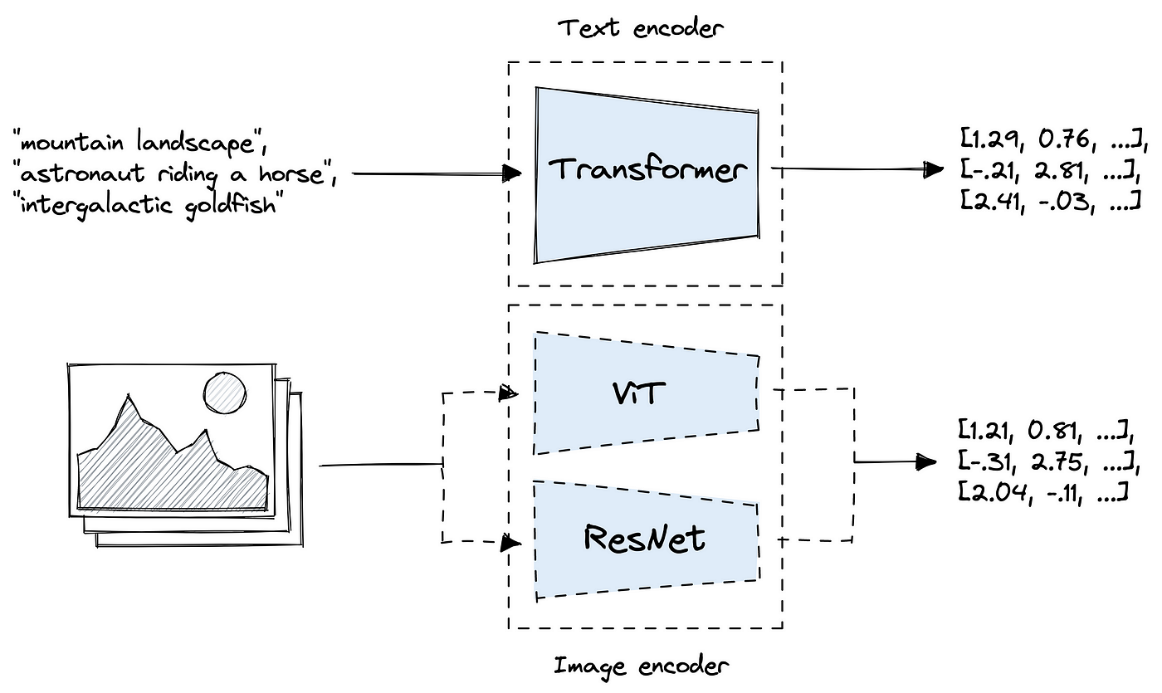 Text encoder
"mountain landscape",
"astronaut riding a horse",
"intergalactic goldfish"
Transformer
[1.29, 0.76, ...],
[-.21, 2.81, ...],
[2.41, -.03, ...]
ViT
ResNet
[1.21, 0.81, ...],
[-.31, 2.75, ...],
[2.04, -.11, ...]
Image encoder